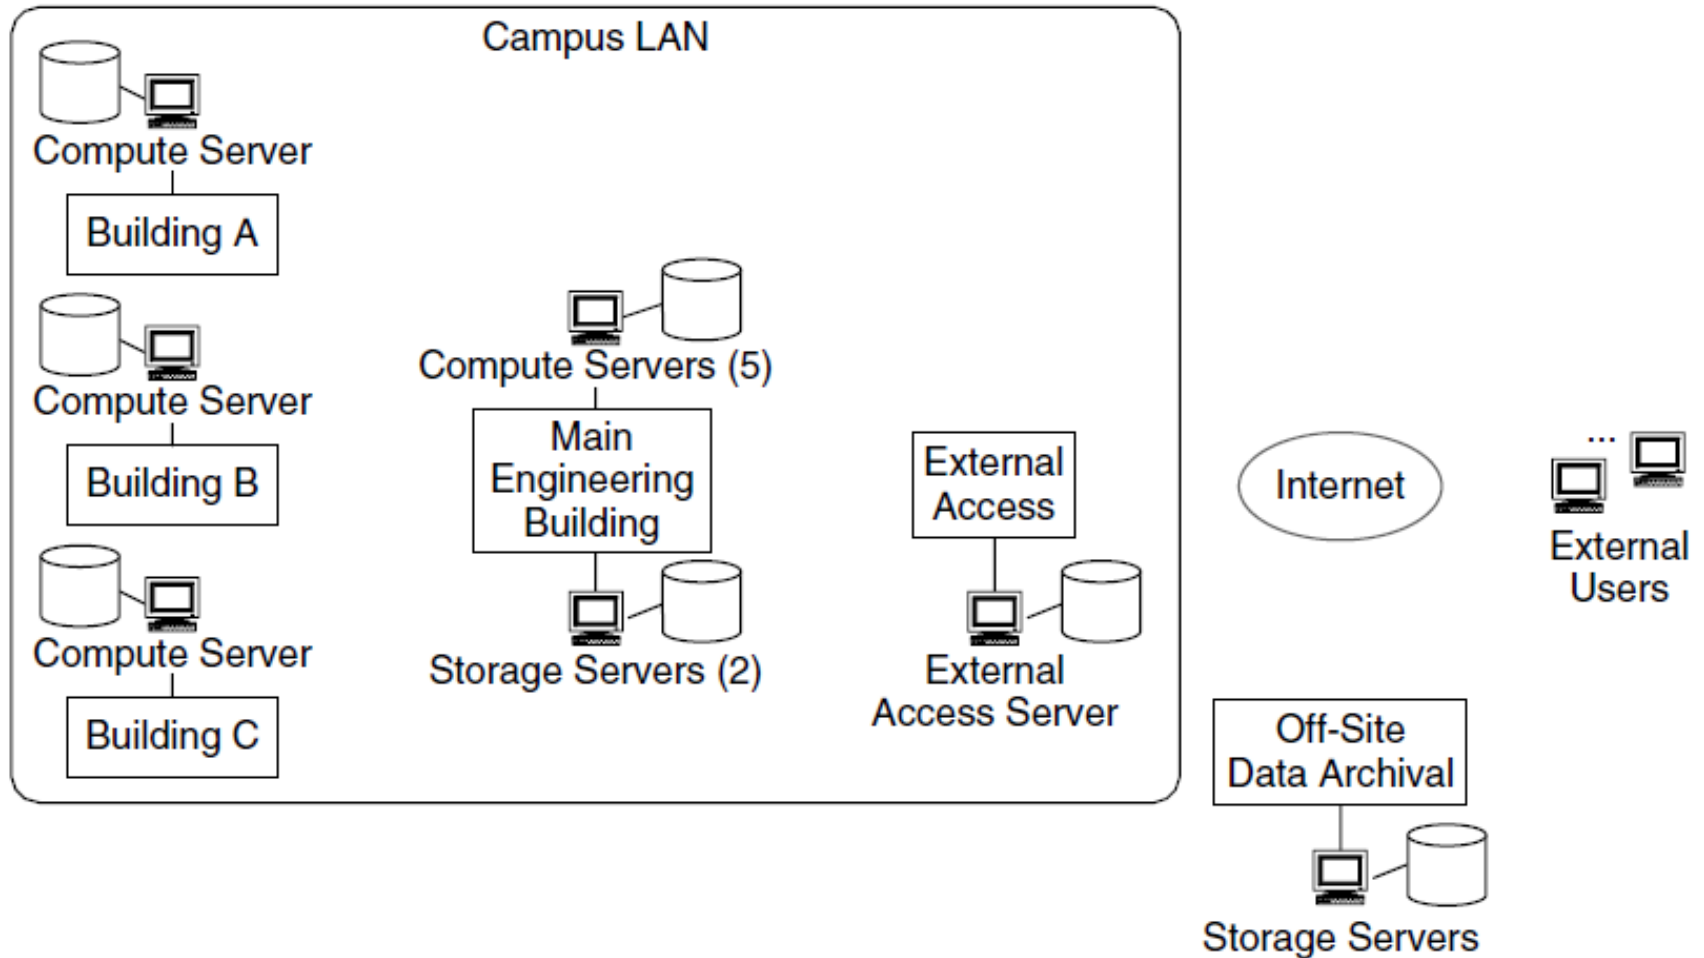 Campus LAN
Compute Server
Building A
Compute Server
Building B
Compute Server
Building C
Compute Servers (5)
Main
Engineering
Building
Storage Servers (2)
External
Access
External
Access Server
Internet
...
External
Users
Off-Site
Data Archival
Storage Servers